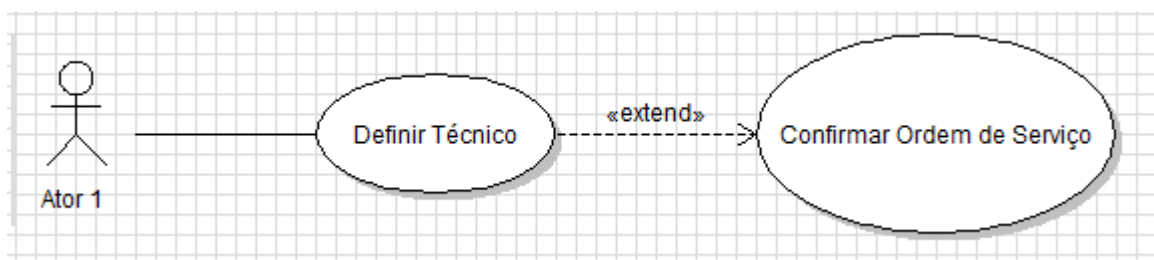 «extend»
Definir Técnico
Confirmar Ordem de Serviço
Ator 1